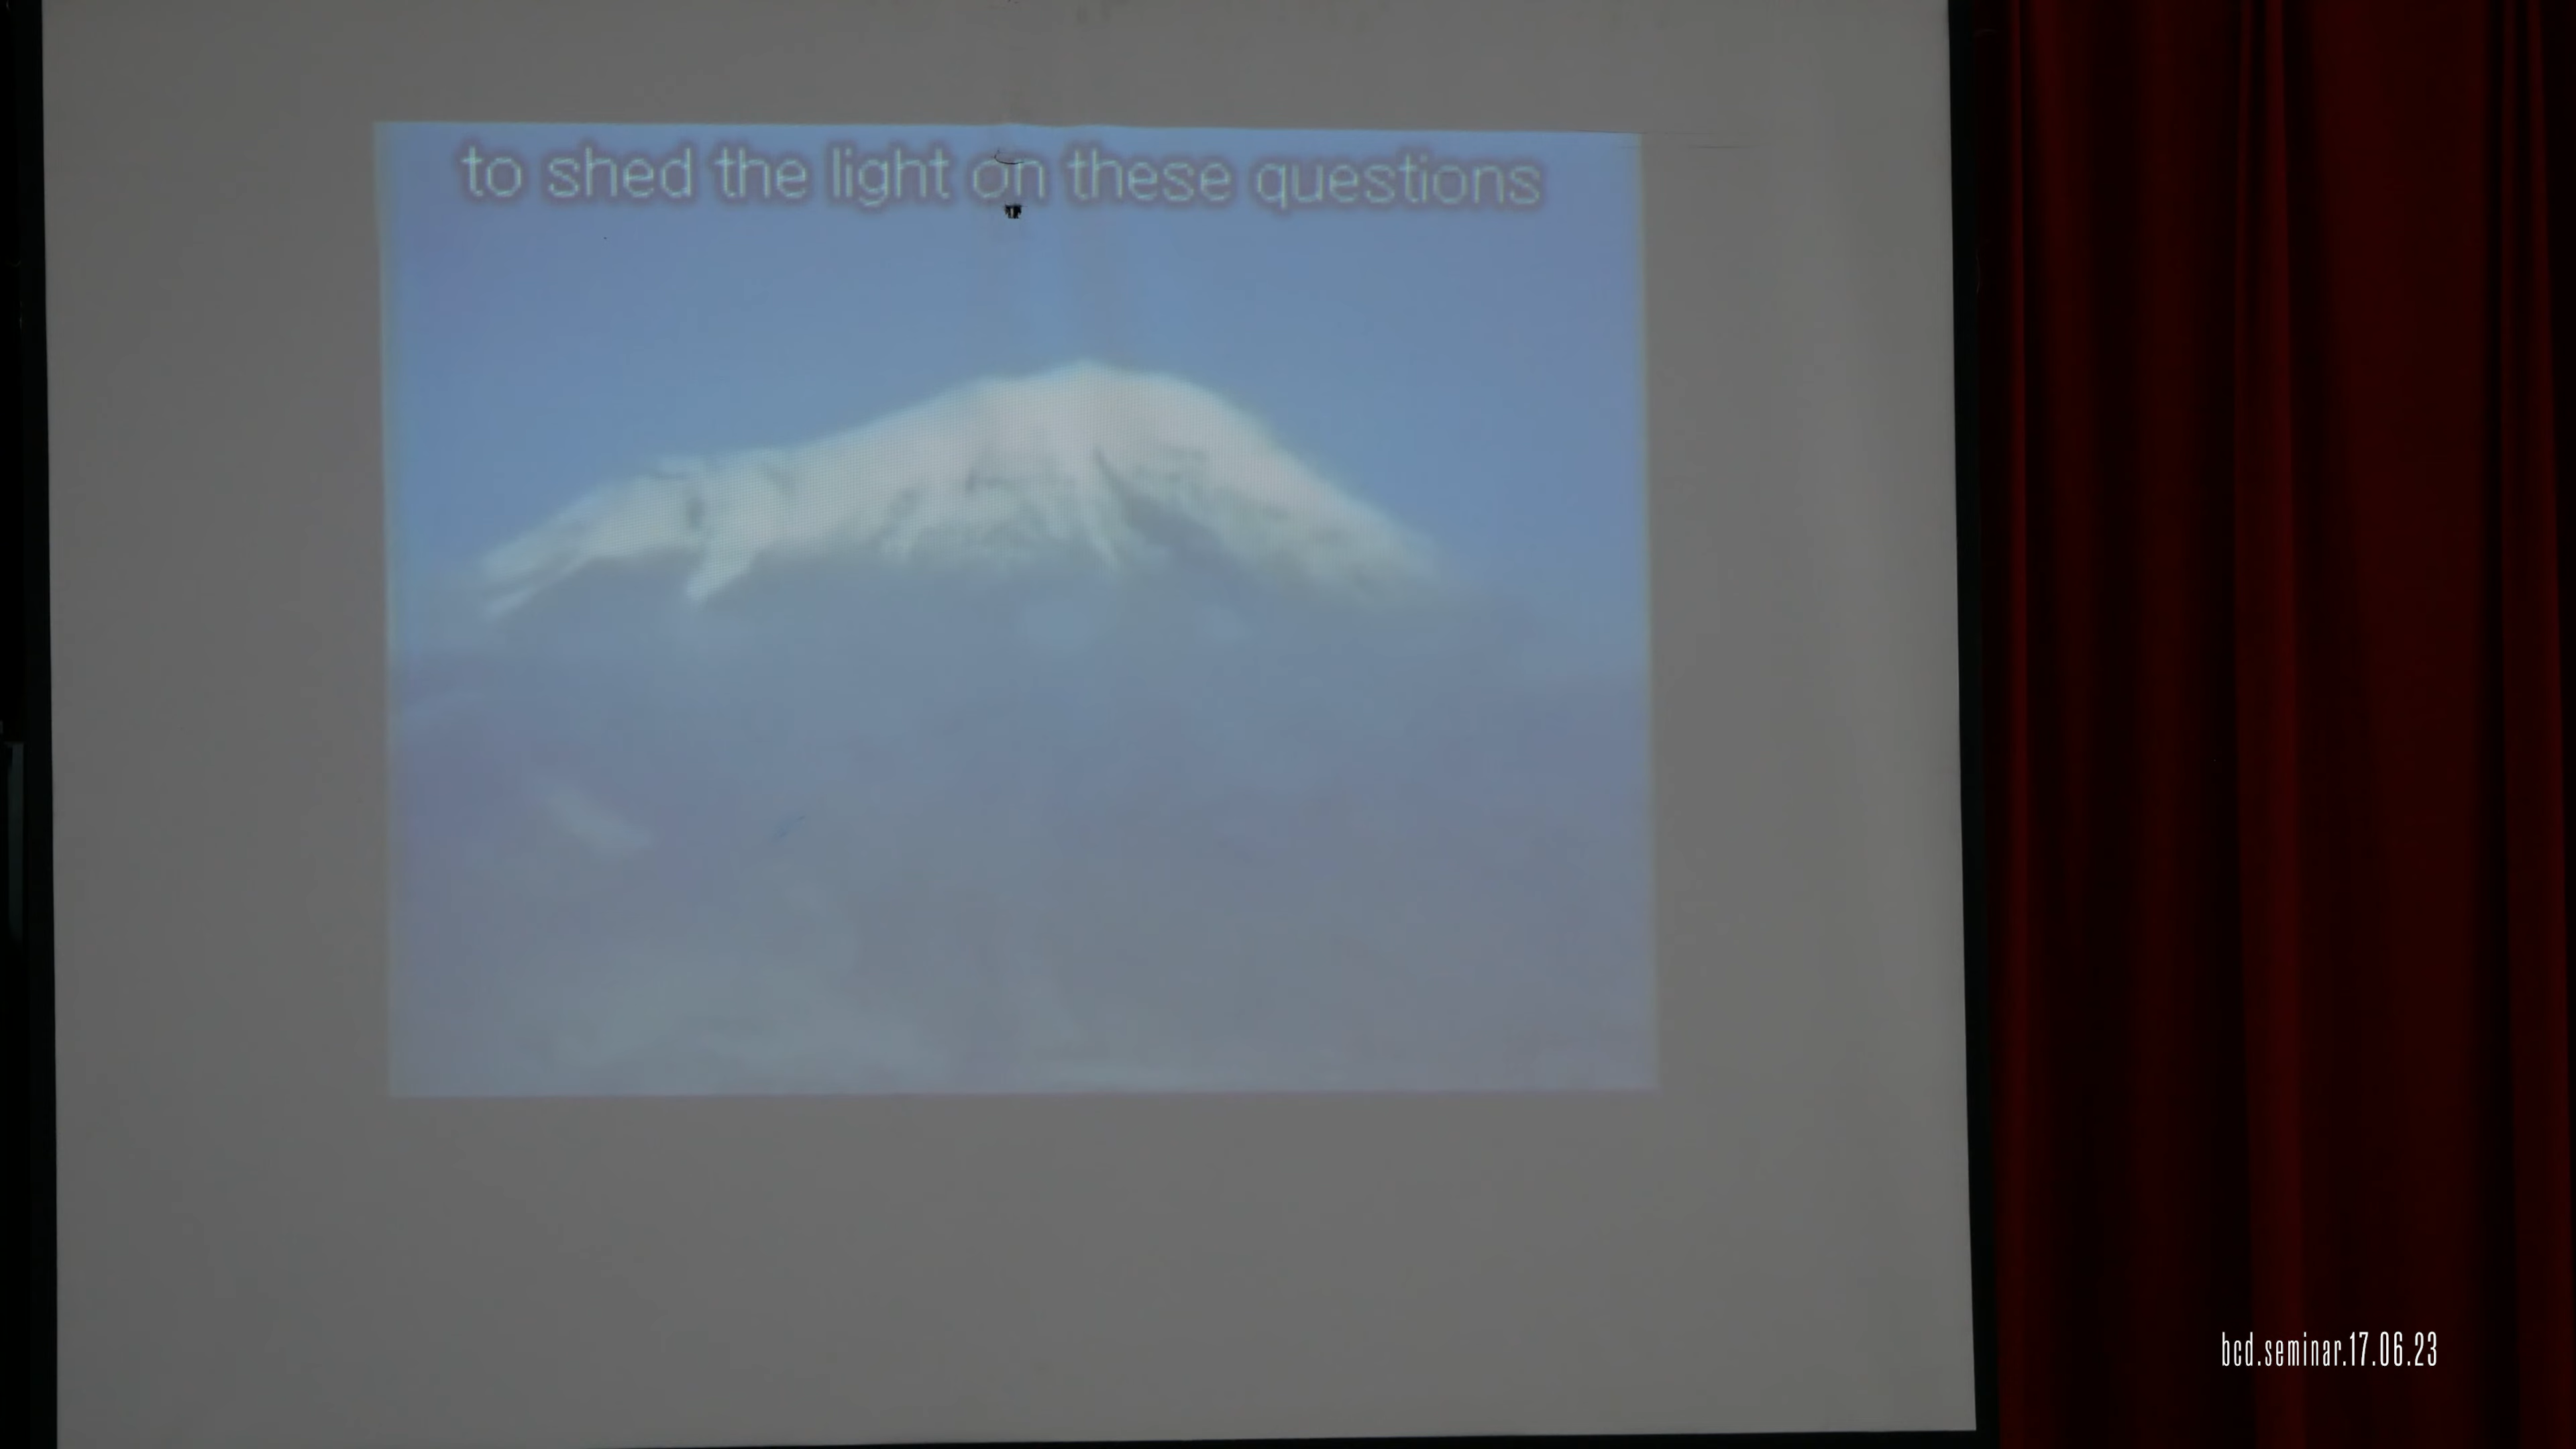 to shed the light on these questions
bcd.seminar.17.06.23